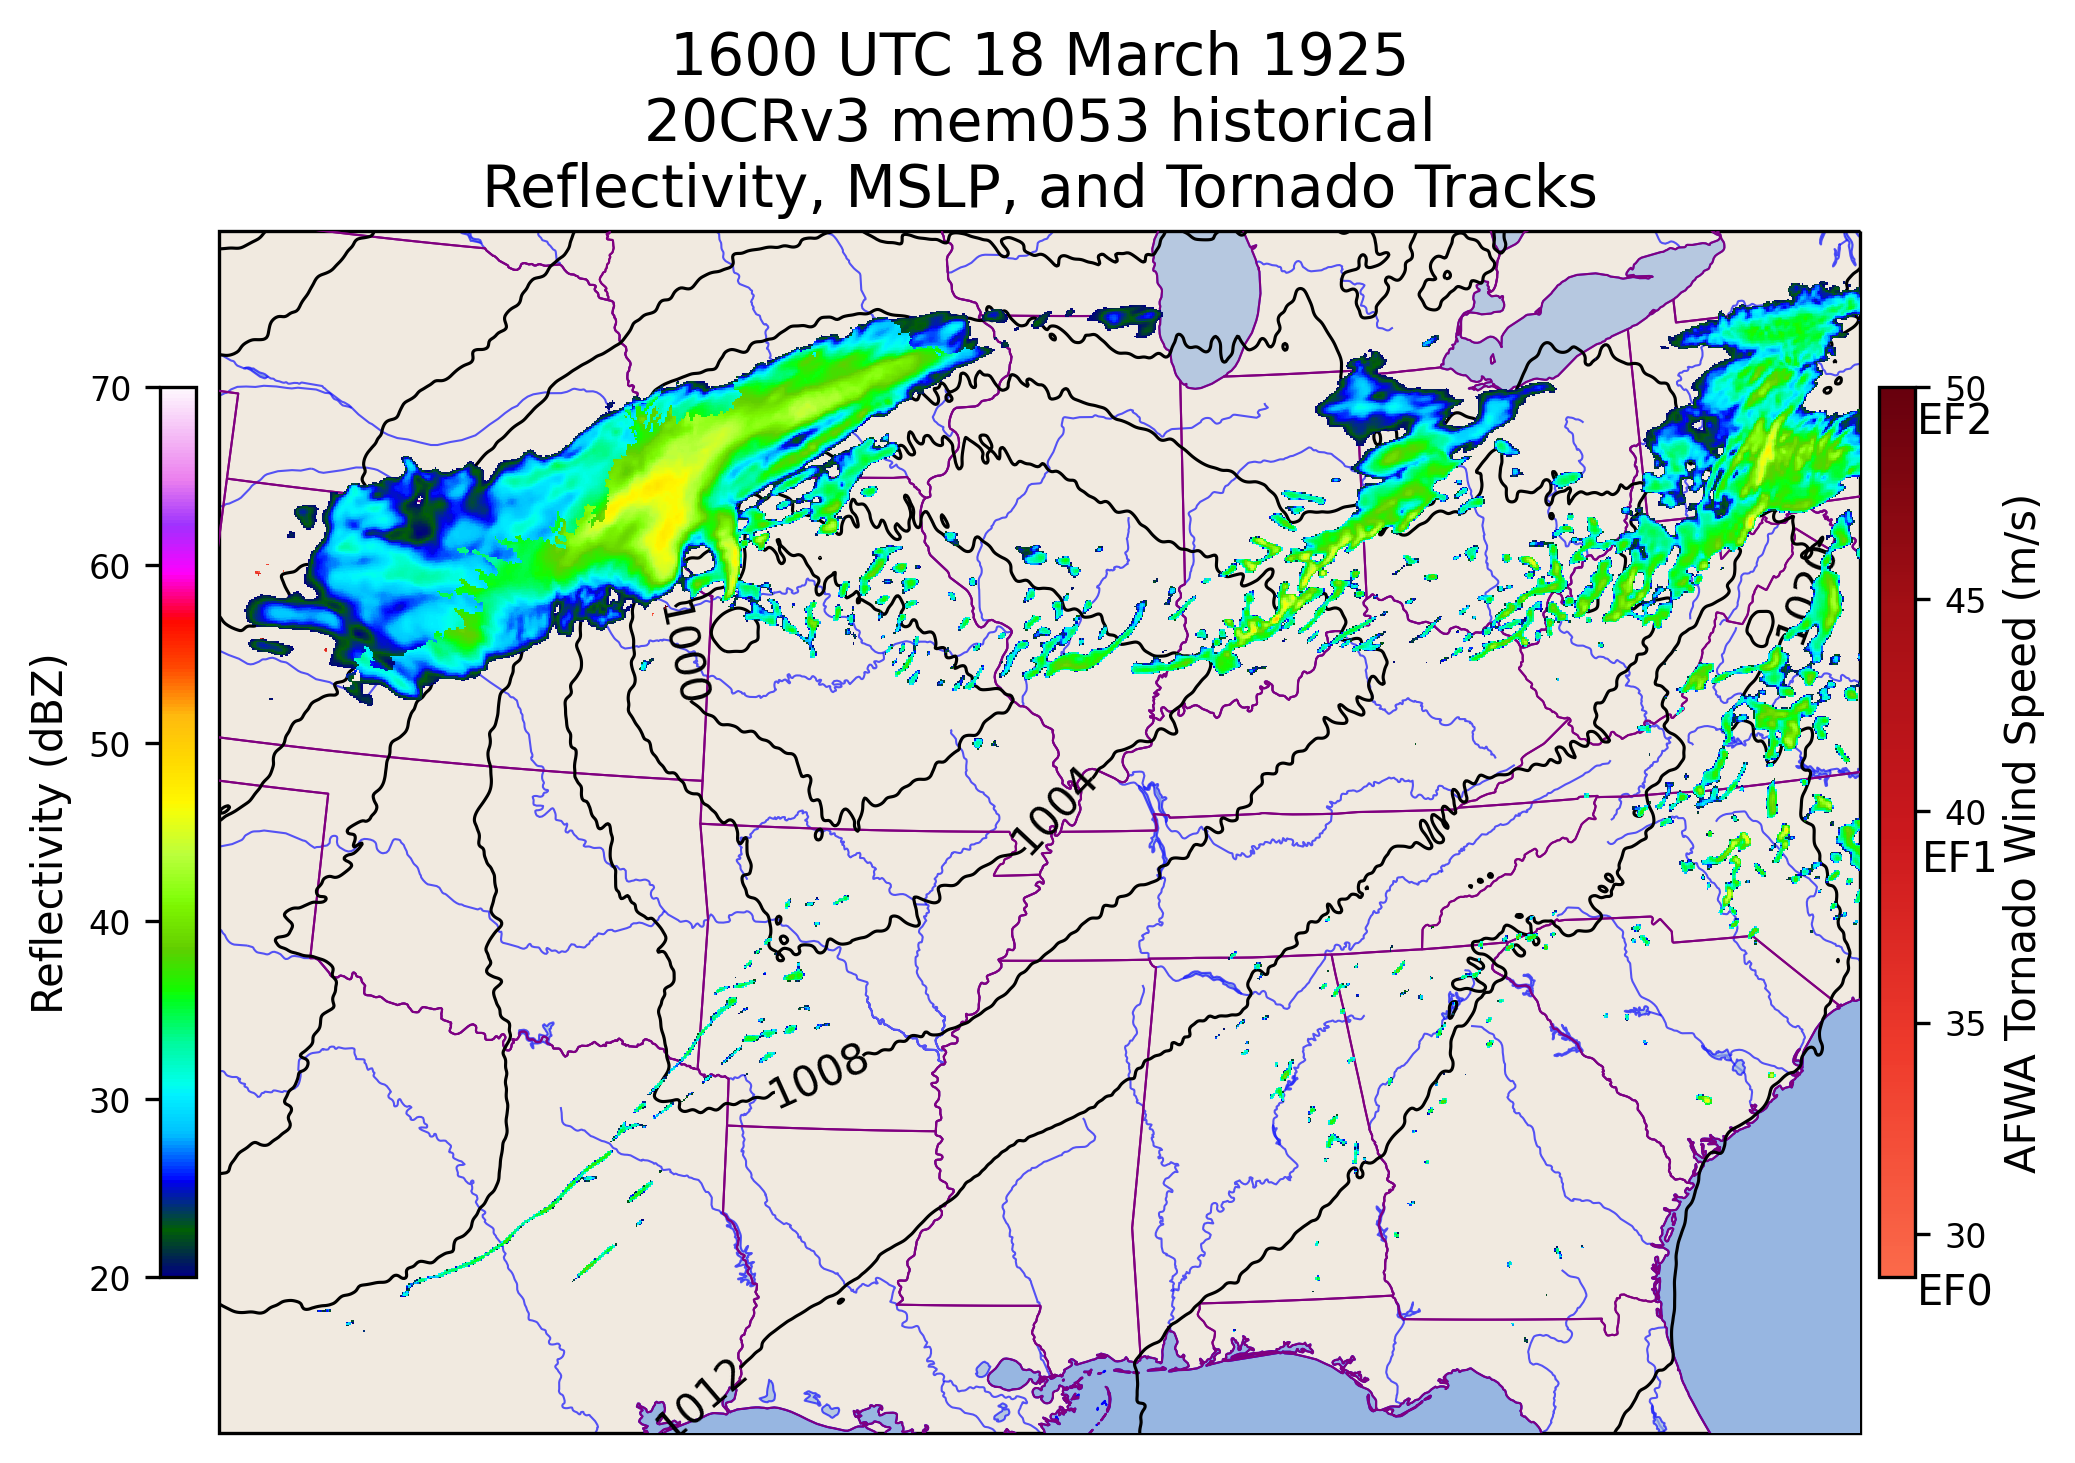 1600 UTC 18 March 1925
20CRv3 mem053 historical
Reflectivity, MSLP, and Tornado Tracks
70
60
50
40
30
20
Reflectivity (dBZ)
1000
1004
1008
1012
1020
50
EF2
45
40
EF1
35
30
EF0
AFWA Tornado Wind Speed (m/s)